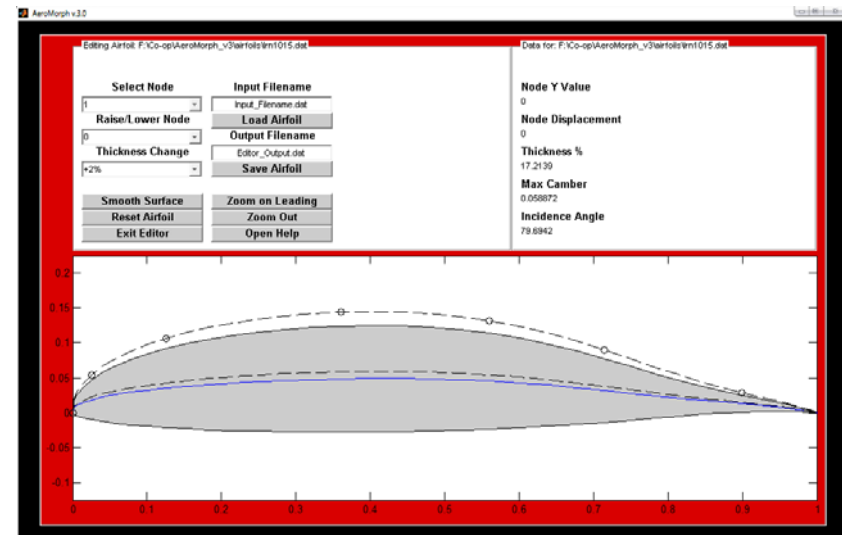 AeroMorph v.3.0
Editing Airfoil: F:\Co-op\AeroMorph_v3\airfoils\rn1015.dat
Select Node
1
Raise/Lower Node
0
Thickness Change
+2%
Smooth Surface
Reset Airfoil
Exit Editor
Input Filename
Input_Filename.dat
Load Airfoil
Output Filename
Editor_Output.dat
Save Airfoil
Zoom on Leading
Zoom Out
Open Help
Data for: F:\Co-op\AeroMorph_v3\airfoils\rn1015.dat
Node Y Value
0
Node Displacement
0
Thickness %
17.2139
Max Camber
0.058872
Incidence Angle
79.6942
0.2
0.15
0.1
0.05
0
-0.05
-0.1
0 0.1 0.2 0.3 0.4 0.5 0.6 0.7 0.8 0.9 1